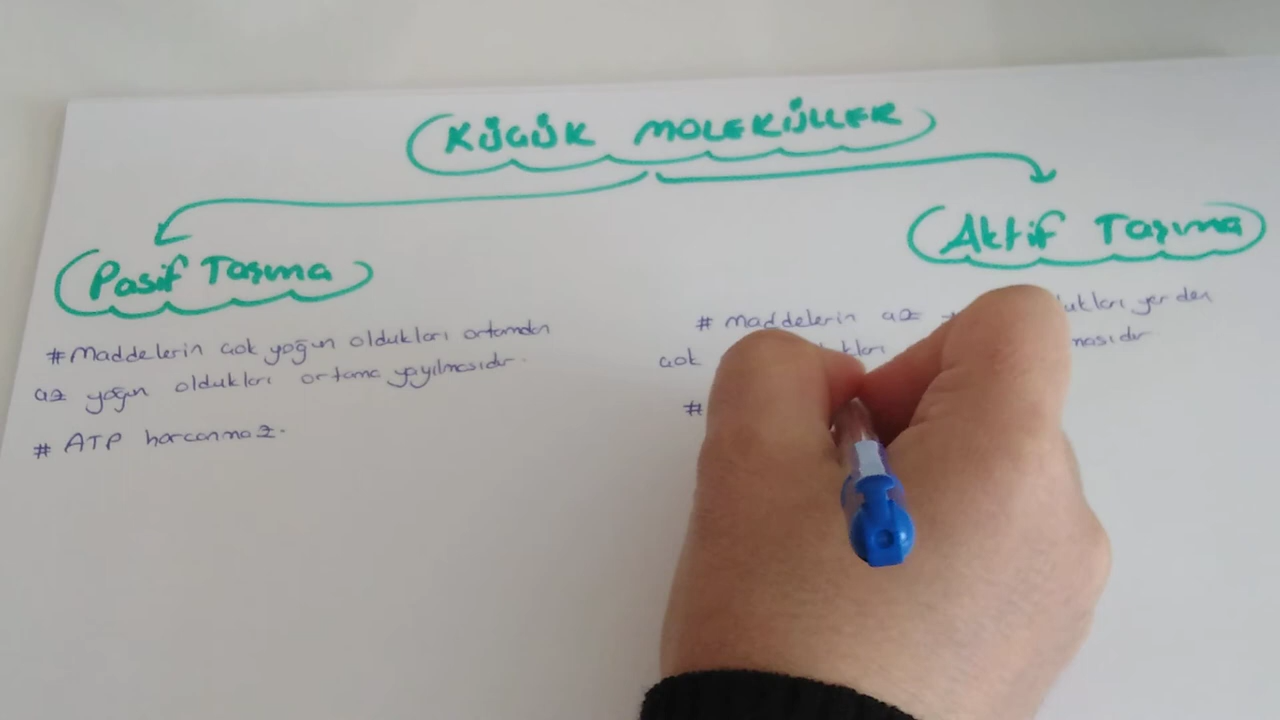 KÜÇÜK MOLEKÜLLER
Pasif Taşıma
Aktif Taşıma
#Maddelerin çok yoğun oldukları ortamdan
az yoğun oldukları ortama yayılmasıdır.
# ATP harcanmaz.
# maddelerin az yerden
çok
#